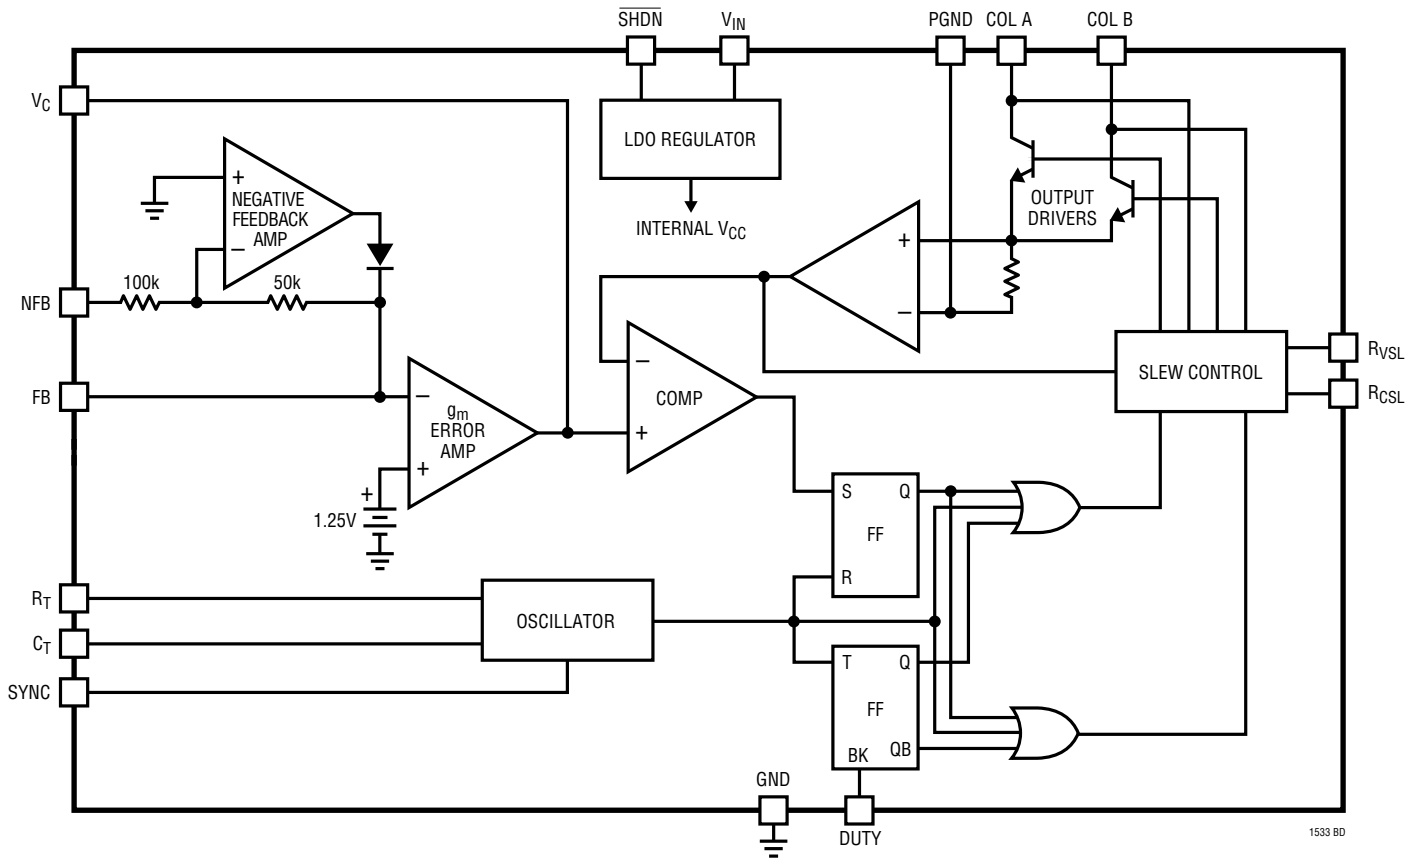 SHDN
VIN
PGND
COL A
COL B
VC
LDO REGULATOR
+
NEGATIVE
FEEDBACK
AMP
–
OUTPUT
DRIVERS
INTERNAL VCC
+
100k
50k
NFB
–
–
RVSL
SLEW CONTROL
COMP
FB
–
RCSL
gm
ERROR
AMP
+
+
+
1.25V
S
Q
FF
R
RT
OSCILLATOR
CT
T
Q
SYNC
FF
QB
BK
GND
DUTY
1533 BD